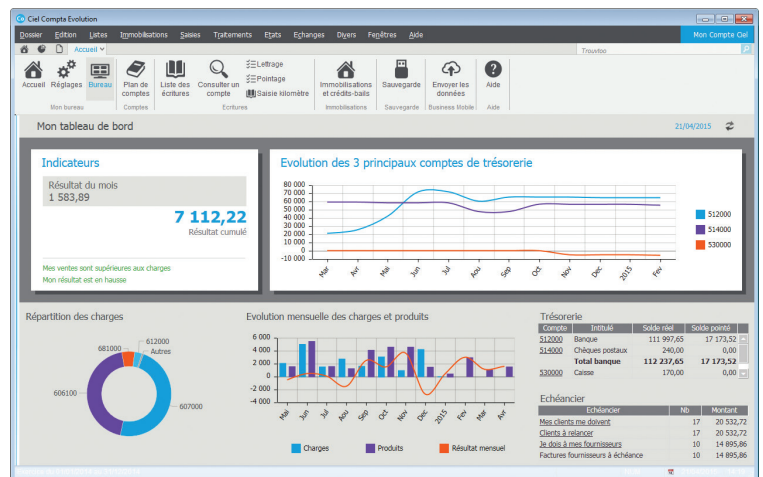 Ciel Compta Evolution
Dossier Edition Listes Immobilisations Saisies Traitements Etats Echanges Divers Fenêtres Aide Mon Compte Ciel
Accueil Trouvtoo
Accueil Réglages Bureau Plan de comptes Liste des écritures Consulter un compte Lettrage Pointage Saisie kilomètre Immobilisations et crédits-bails Sauvegarde Envoyer les données Aide
Mon bureau Comptes Ecritures Immobilisations Sauvegarde Business Mobile Aide
Mon tableau de bord 21/04/2015
Indicateurs
Résultat du mois
1 583,89
7 112,22
Résultat cumulé
Mes ventes sont supérieures aux charges
Mon résultat est en hausse
Evolution des 3 principaux comptes de trésorerie
80 000
70 000
60 000
50 000
40 000
30 000
20 000
10 000
0
-10 000
Mar Avr Mai Jun Jul Aou Sep Oct Nov Dec 2015 Fev
512000
514000
530000
Répartition des charges
681000
612000
Autres
606100
607000
Evolution mensuelle des charges et produits
6 000
4 000
2 000
0
-2 000
-4 000
Mai Jun Jul Aou Sep Oct Nov Dec 2015 Fev Mar Avr
Charges Produits Résultat mensuel
Trésorerie
Compte Intitulé Solde réel Solde pointé
512000 Banque 111 997,65 17 173,52
514000 Chèques postaux 240,00 0,00
Total banque 112 237,65 17 173,52
530000 Caisse 170,00 0,00
Echéancier
Echéancier Nb Montant
Mes clients me doivent 17 20 532,72
Clients à relancer 17 20 532,72
Je dois à mes fournisseurs 10 14 895,86
Factures fournisseurs à échéance 10 14 895,86